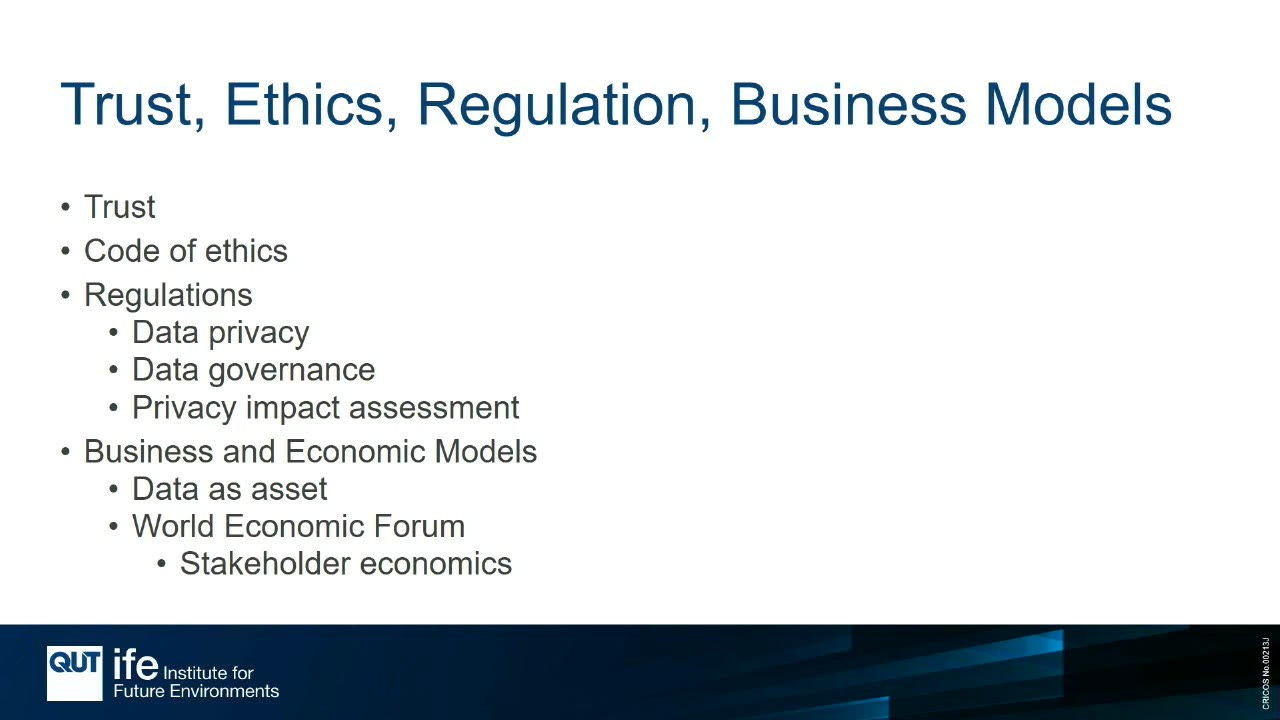 Trust, Ethics, Regulation, Business Models
• Trust
• Code of ethics
• Regulations
• Data privacy
• Data governance
• Privacy impact assessment
• Business and Economic Models
• Data as asset
• World Economic Forum
• Stakeholder economics
QUT
ife Institute for
Future Environments
CRICOS No.00213J